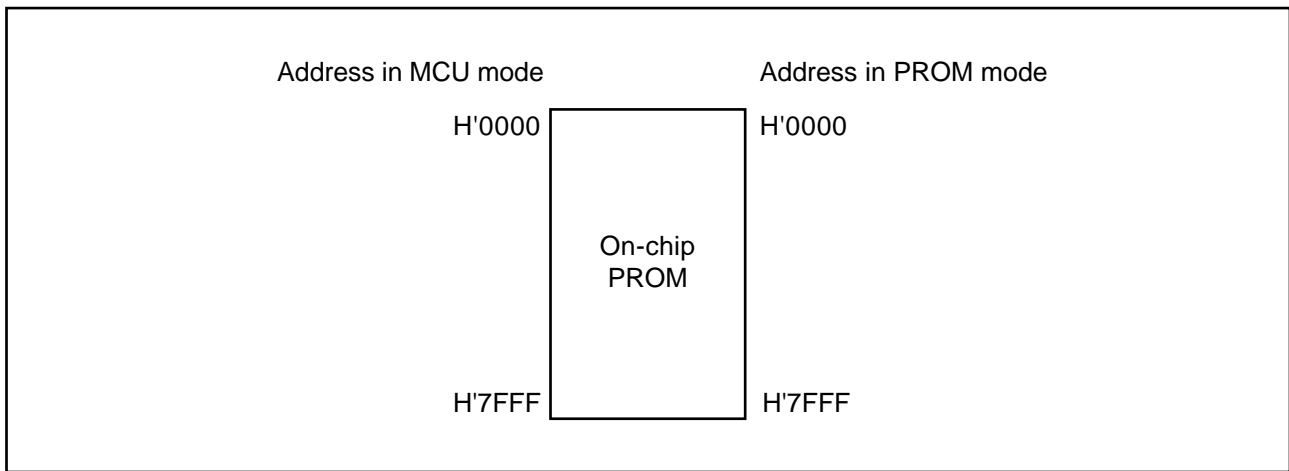 Address in MCU mode Address in PROM mode
H'0000 H'0000
On-chip
PROM
H'7FFF H'7FFF